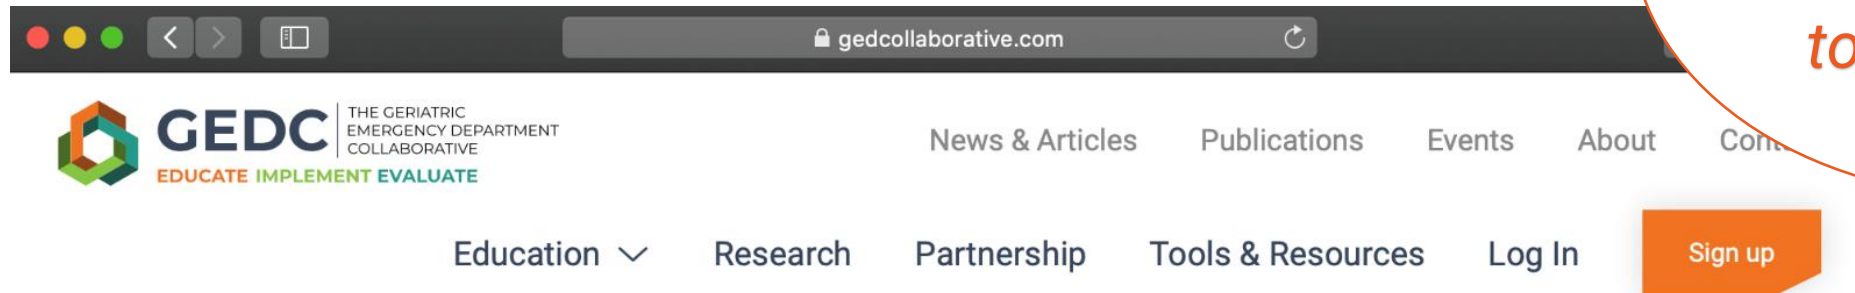 gedcollaborative.com
to
GEDC
THE GERIATRIC
EMERGENCY DEPARTMENT
COLLABORATIVE
EDUCATE IMPLEMENT EVALUATE
News & Articles Publications Events About
Education Research Partnership Tools & Resources Log In Sign up